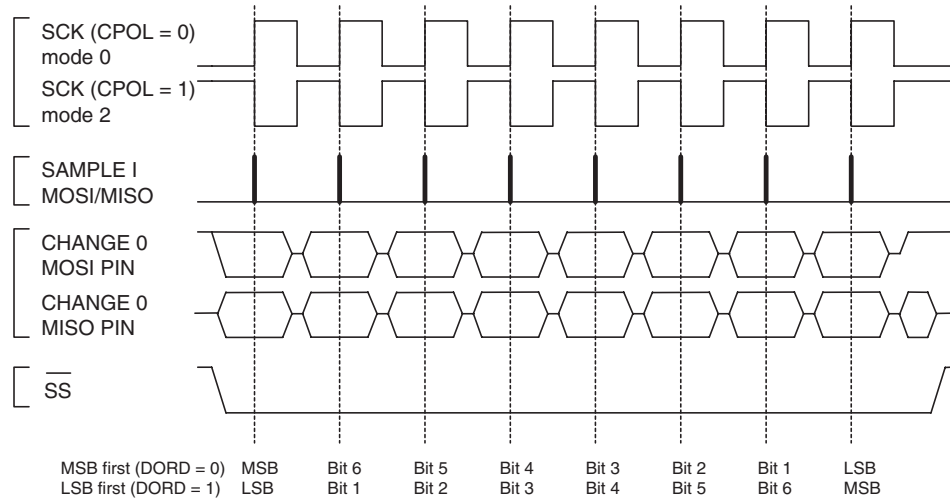 SCK (CPOL = 0)
mode 0
SCK (CPOL = 1)
mode 2
SAMPLE I
MOSI/MISO
CHANGE 0
MOSI PIN
CHANGE 0
MISO PIN
SS
MSB first (DORD = 0) MSB Bit 6 Bit 5 Bit 4 Bit 3 Bit 2 Bit 1 LSB
LSB first (DORD = 1) LSB Bit 1 Bit 2 Bit 3 Bit 4 Bit 5 Bit 6 MSB